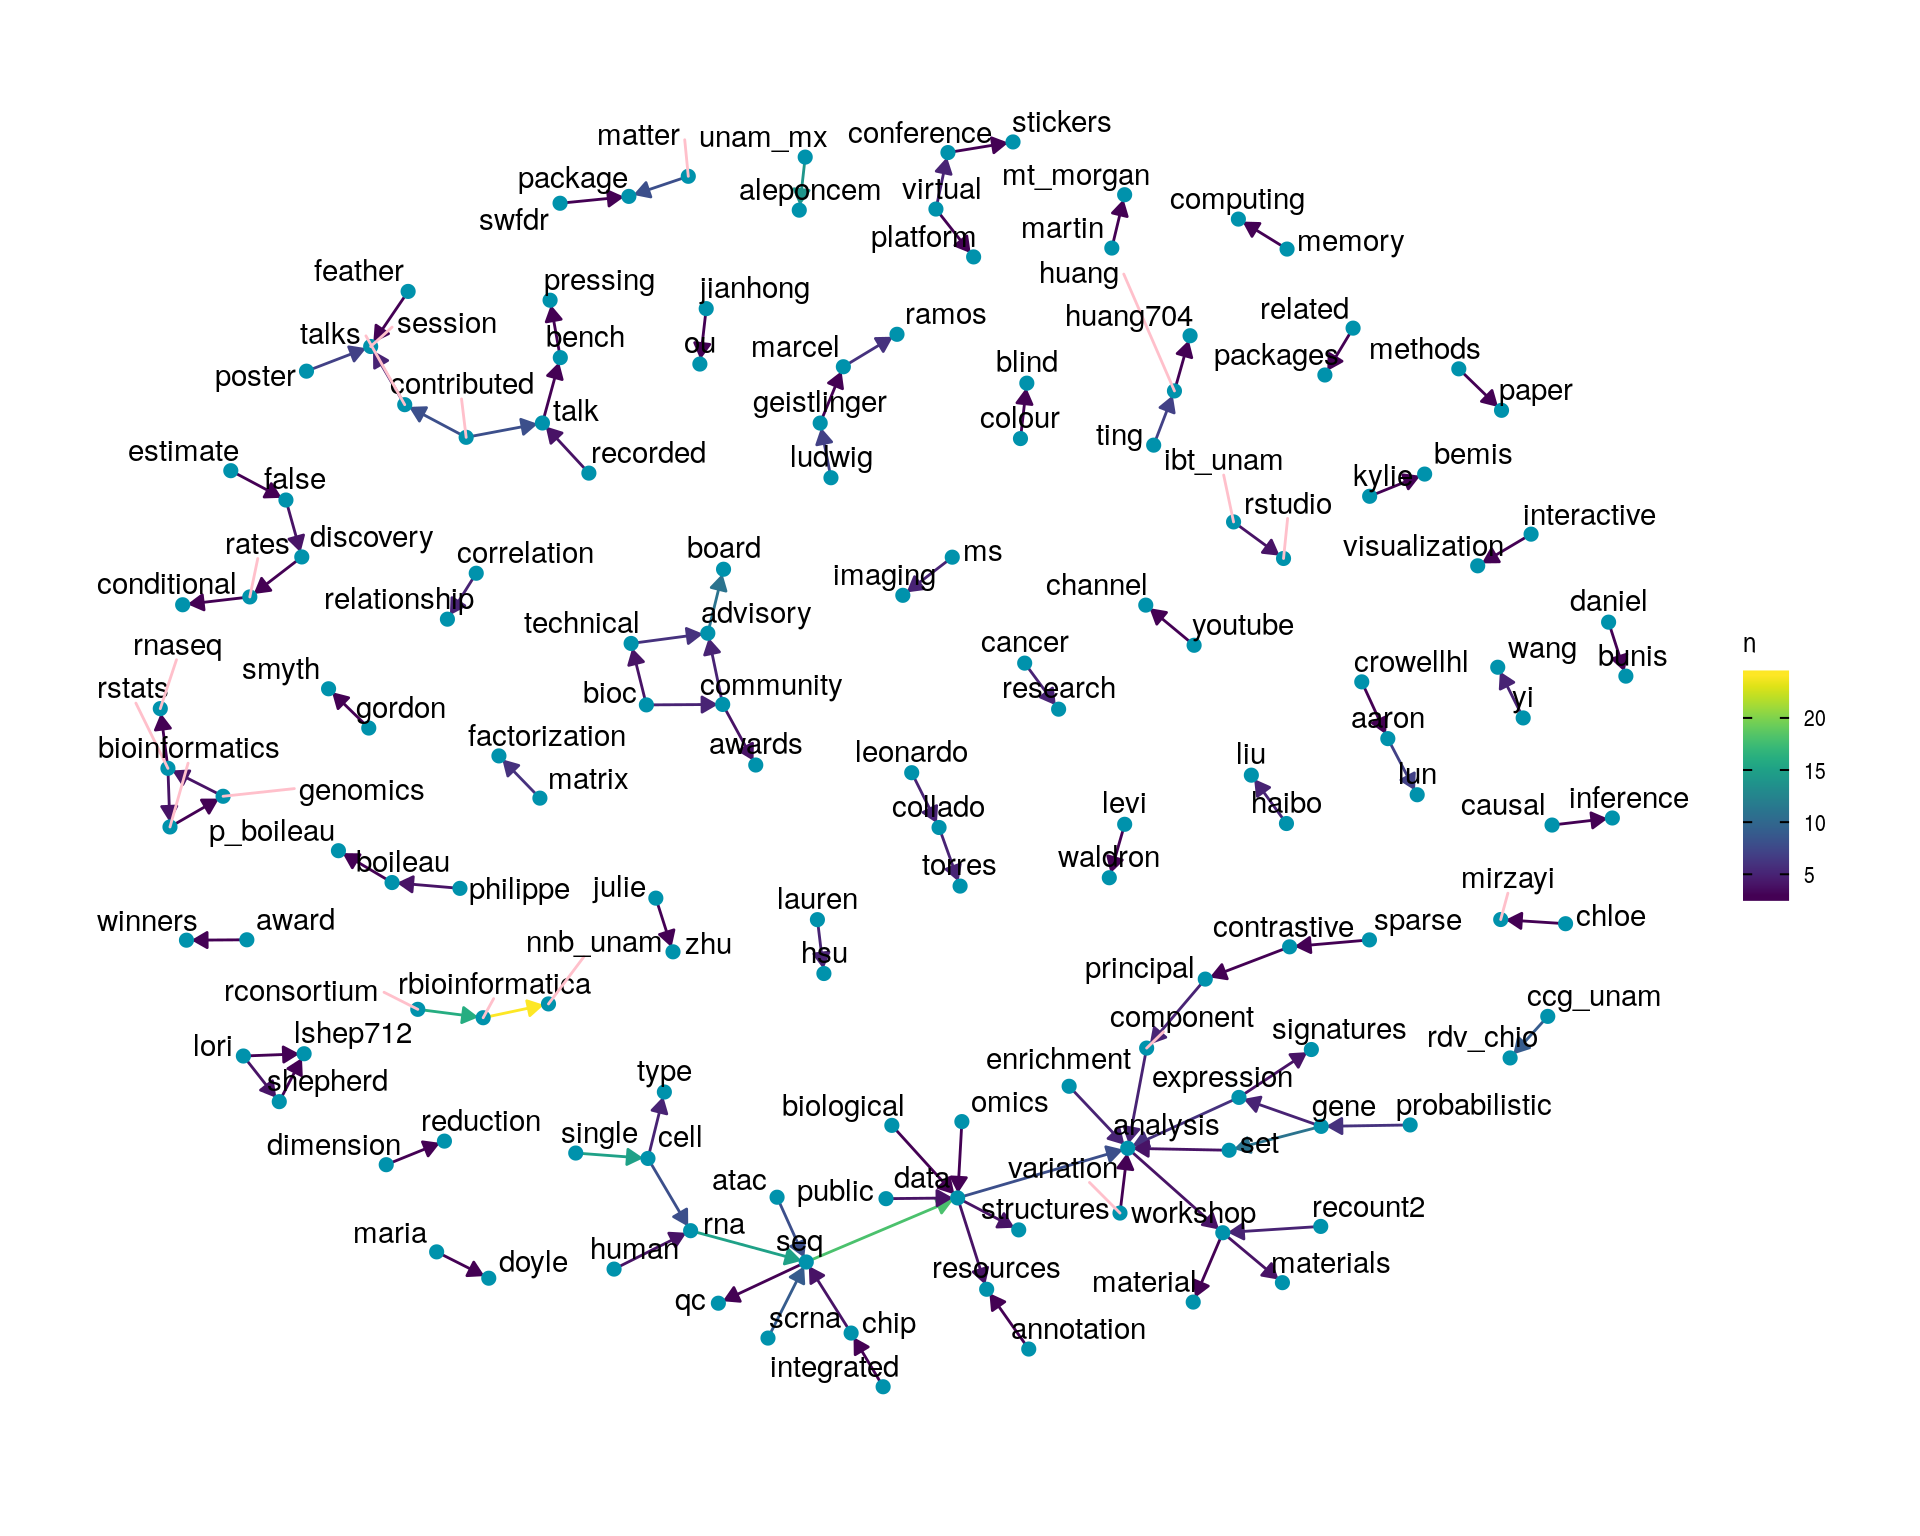 stickers
matter
unam_mx
conference
package
aleponcem
virtual
mt_morgan
computing
swfdr
platform
martin
memory
feather
pressing
jianhong
huang
talks
session
ramos
huang704
related
bench
ou
marcel
blind
packages
methods
poster
contributed
talk
geistlinger
colour
paper
estimate
recorded
ludwig
ting
ibt_unam
bemis
false
kylie
rstudio
interactive
rates
discovery
correlation
board
ms
visualization
conditional
relationship
imaging
channel
daniel
technical
advisory
youtube
rnaseq
cancer
wang
bunis
smyth
crowellhl
rstats
bioc
community
research
yi
gordon
aaron
bioinformatics
factorization
awards
leonardo
liu
lun
genomics
matrix
collado
levi
haibo
causal
inference
p_boileau
boileau
torres
waldron
philippe
julie
mirzayi
winners
award
lauren
contrastive
sparse
chloe
nnb_unam
zhu
hsu
principal
rconsortium
rbioinformatica
ccg_unam
lori
lshep712
component
signatures
rdv_chio
shepherd
type
enrichment
expression
reduction
biological
omics
gene
probabilistic
dimension
single
cell
analysis
set
atac
public
data
variation
maria
rna
structures
workshop
recount2
doyle
human
seq
resources
materials
qc
material
scrna
chip
annotation
integrated
n
20
15
10
5